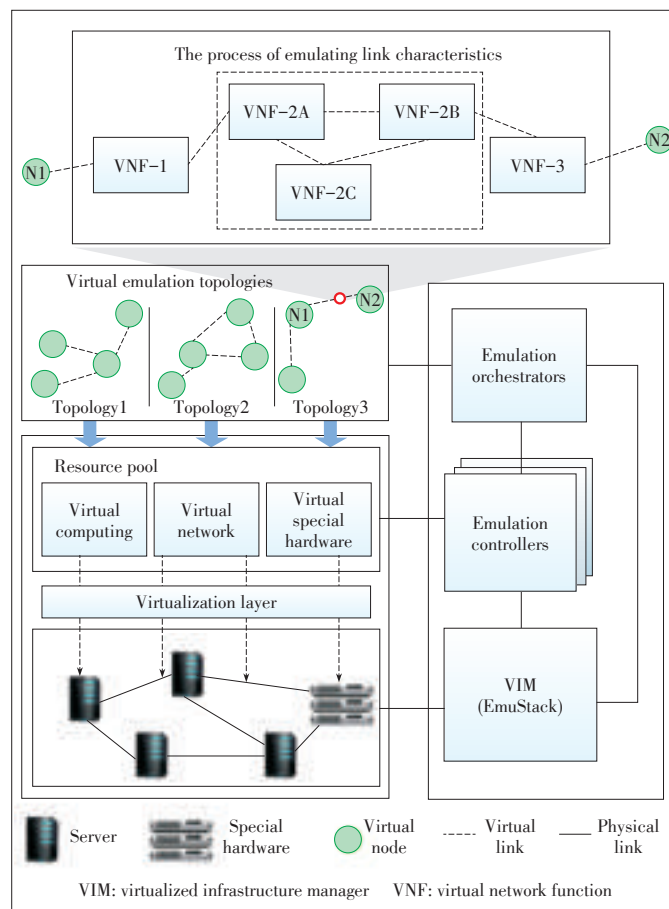 The process of emulating link characteristics
VNF-2A
VNF-2B
N1
VNF-1
VNF-3
N2
VNF-2C
Virtual emulation topologies
N1
N2
Topology1
Topology2
Topology3
Emulation
orchestrators
Resource pool
Virtual
computing
Virtual
network
Virtual
special
hardware
Emulation
controllers
Virtualization layer
VIM
(EmuStack)
Server
Special
hardware
Virtual
node
Virtual
link
Physical
link
VIM: virtualized infrastructure manager VNF: virtual network function